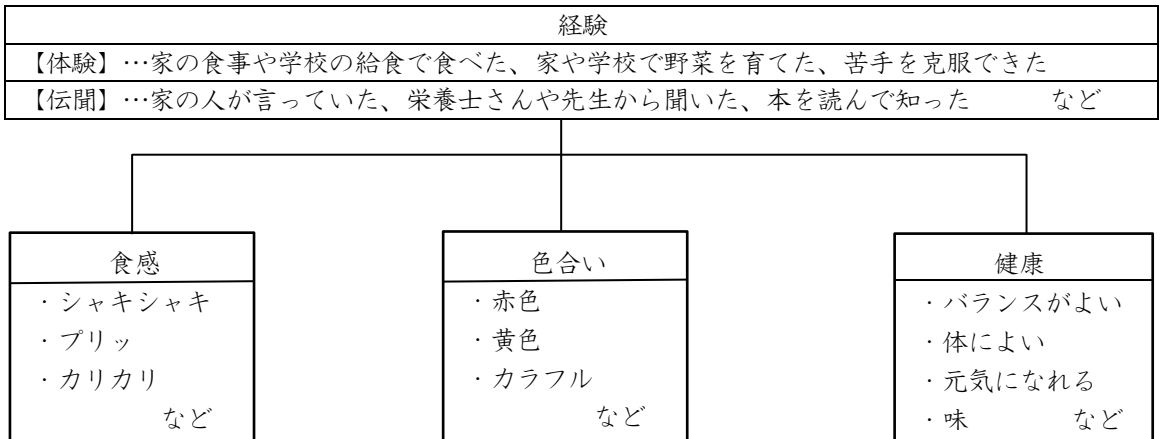 経験
【体験】…家の食事や学校の給食で食べた、家や学校で野菜を育てた、苦手を克服できた
【伝聞】…家の人が言っていた、栄養士さんや先生から聞いた、本を読んで知った　　など
食感
・シャキシャキ
・プリッ
・カリカリ
など
色合い
・赤色
・黄色
・カラフル
など
健康
・バランスがよい
・体によい
・元気になれる
・味　　など